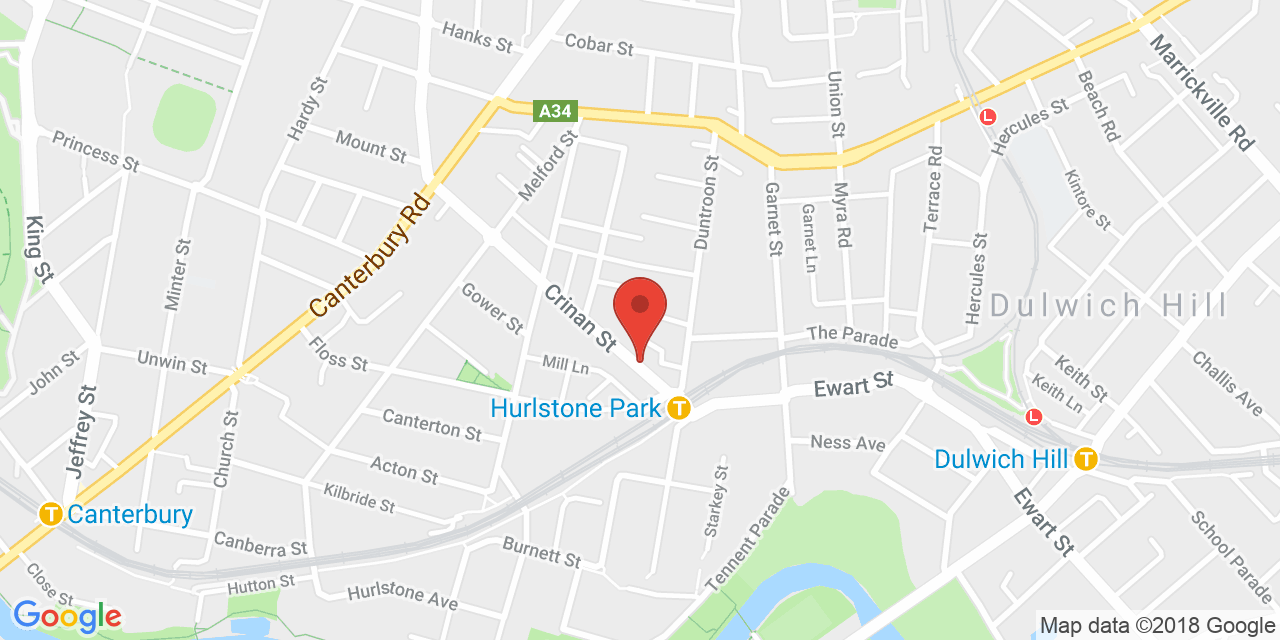 Hanks St
Cobar St
Marrickville Rd
Beach Rd
Hardy St
A34
Union St
L
Hercules St
Princess St
Mount St
Melford St
Duntroon St
Garnet St
Garnet Ln
Myra Rd
Terrace Rd
Kintore St
King St
Minter St
Canterbury Rd
Hercules St
Dulwich Hill
Gower St
Crinan St
The Parade
John St
Unwin St
Floss St
Mill Ln
Ewart St
Keith St
Keith Ln
Challis Ave
Hurlstone Park
T
L
Jeffrey St
Church St
Canterton St
Ness Ave
Dulwich Hill
T
Acton St
Starkey St
Kilbride St
T
Canterbury
Tennent Parade
Ewart St
School Parade
Canberra St
Burnett St
Close St
Hutton St
Hurlstone Ave
Google
Map data ©2018 Google